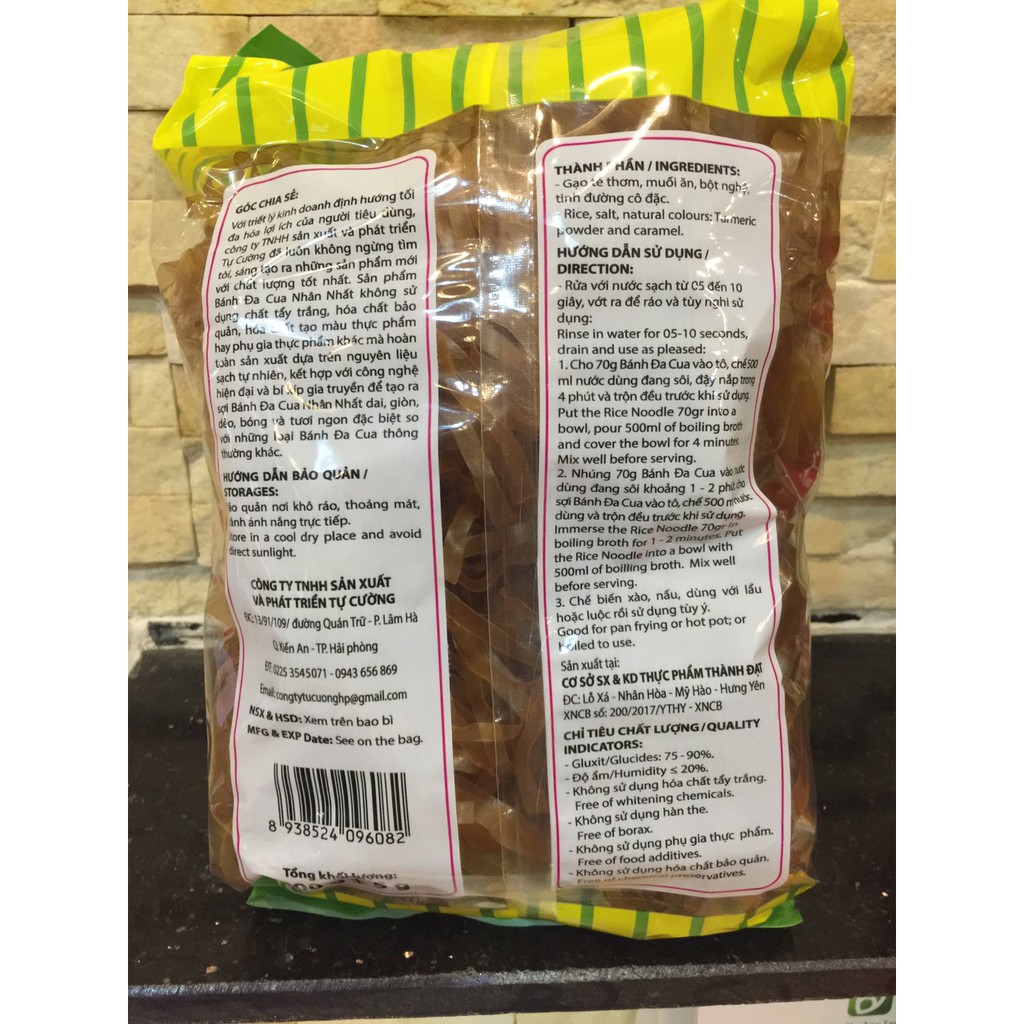 GÓC CHIA SẺ:
Với triết lý kinh doanh định hướng tối
đa hóa lợi ích của người tiêu dùng,
công ty TNHH sản xuất và phát triển
Tự Cường đã luôn không ngừng tìm
tòi, sáng tạo ra những sản phẩm mới
với chất lượng tốt nhất. Sản phẩm
Bánh Đa Cua Nhân Nhất không sử
dụng chất tẩy trắng, hóa chất bảo
quản, hóa chất tạo màu thực phẩm
hay phụ gia thực phẩm khác mà hoàn
toàn sản xuất dựa trên nguyên liệu
sạch tự nhiên, kết hợp với công nghệ
hiện đại và bí kíp gia truyền để tạo ra
sợi Bánh Đa Cua Nhân Nhất dai, giòn,
dẻo, bóng và tươi ngon đặc biệt so
với những loại Bánh Đa Cua thông
thường khác.
HƯỚNG DẪN BẢO QUẢN /
STORAGES:
Bảo quản nơi khô ráo, thoáng mát,
tránh ánh nắng trực tiếp.
Store in a cool dry place and avoid
direct sunlight.
CÔNG TY TNHH SẢN XUẤT
VÀ PHÁT TRIỂN TỰ CƯỜNG
ĐC: 13/91/109/ đường Quán Trữ - P. Lãm Hà
Q.Kiến An - TP. Hải phòng
ĐT: 0225 3545071 - 0943 656 869
Email: congtytucuonghp@gmail.com
NSX & HSD: Xem trên bao bì
MFG & EXP Date: See on the bag.
8 938524 096082
Tổng khối lượng:
5 g
THÀNH PHẦN / INGREDIENTS:
- Gạo tẻ thơm, muối ăn, bột nghệ,
tinh đường cô đặc.
- Rice, salt, natural colours: Turmeric
powder and caramel.
HƯỚNG DẪN SỬ DỤNG /
DIRECTION:
- Rửa với nước sạch từ 05 đến 10
giây, vớt ra để ráo và tùy nghi sử
dụng:
Rinse in water for 05-10 seconds,
drain and use as pleased:
1. Cho 70g Bánh Đa Cua vào tô, chế 500
ml nước dùng đang sôi, đậy nắp trong
4 phút và trộn đều trước khi sử dụng.
Put the Rice Noodle 70gr into a
bowl, pour 500ml of boiling broth
and cover the bowl for 4 minutes.
Mix well before serving.
2. Nhúng 70g Bánh Đa Cua vào nước
dùng đang sôi khoảng 1 - 2 phút, cho
sợi Bánh Đa Cua vào tô, chế 500 ml nước
dùng và trộn đều trước khi sử dụng.
Immerse the Rice Noodle 70gr in
boiling broth for 1 - 2 minutes. Put
the Rice Noodle into a bowl with
500ml of boilling broth. Mix well
before serving.
3. Chế biến xào, nấu, dùng với lẩu
hoặc luộc rồi sử dụng tùy ý.
Good for pan frying or hot pot; or
boiled to use.
Sản xuất tại:
CƠ SỞ SX & KD THỰC PHẨM THÀNH ĐẠT
ĐC: Lỗ Xá - Nhân Hòa - Mỹ Hào - Hưng Yên
XNCB số: 200/2017/YTHY - XNCB
CHỈ TIÊU CHẤT LƯỢNG / QUALITY
INDICATORS:
- Gluxit/Glucides: 75 - 90%.
- Độ ẩm/Humidity ≤ 20%.
- Không sử dụng hóa chất tẩy trắng.
Free of whitening chemicals.
- Không sử dụng hàn the.
Free of borax.
- Không sử dụng phụ gia thực phẩm.
Free of food additives.
- Không sử dụng hóa chất bảo quản.
Free of chemical preservatives.